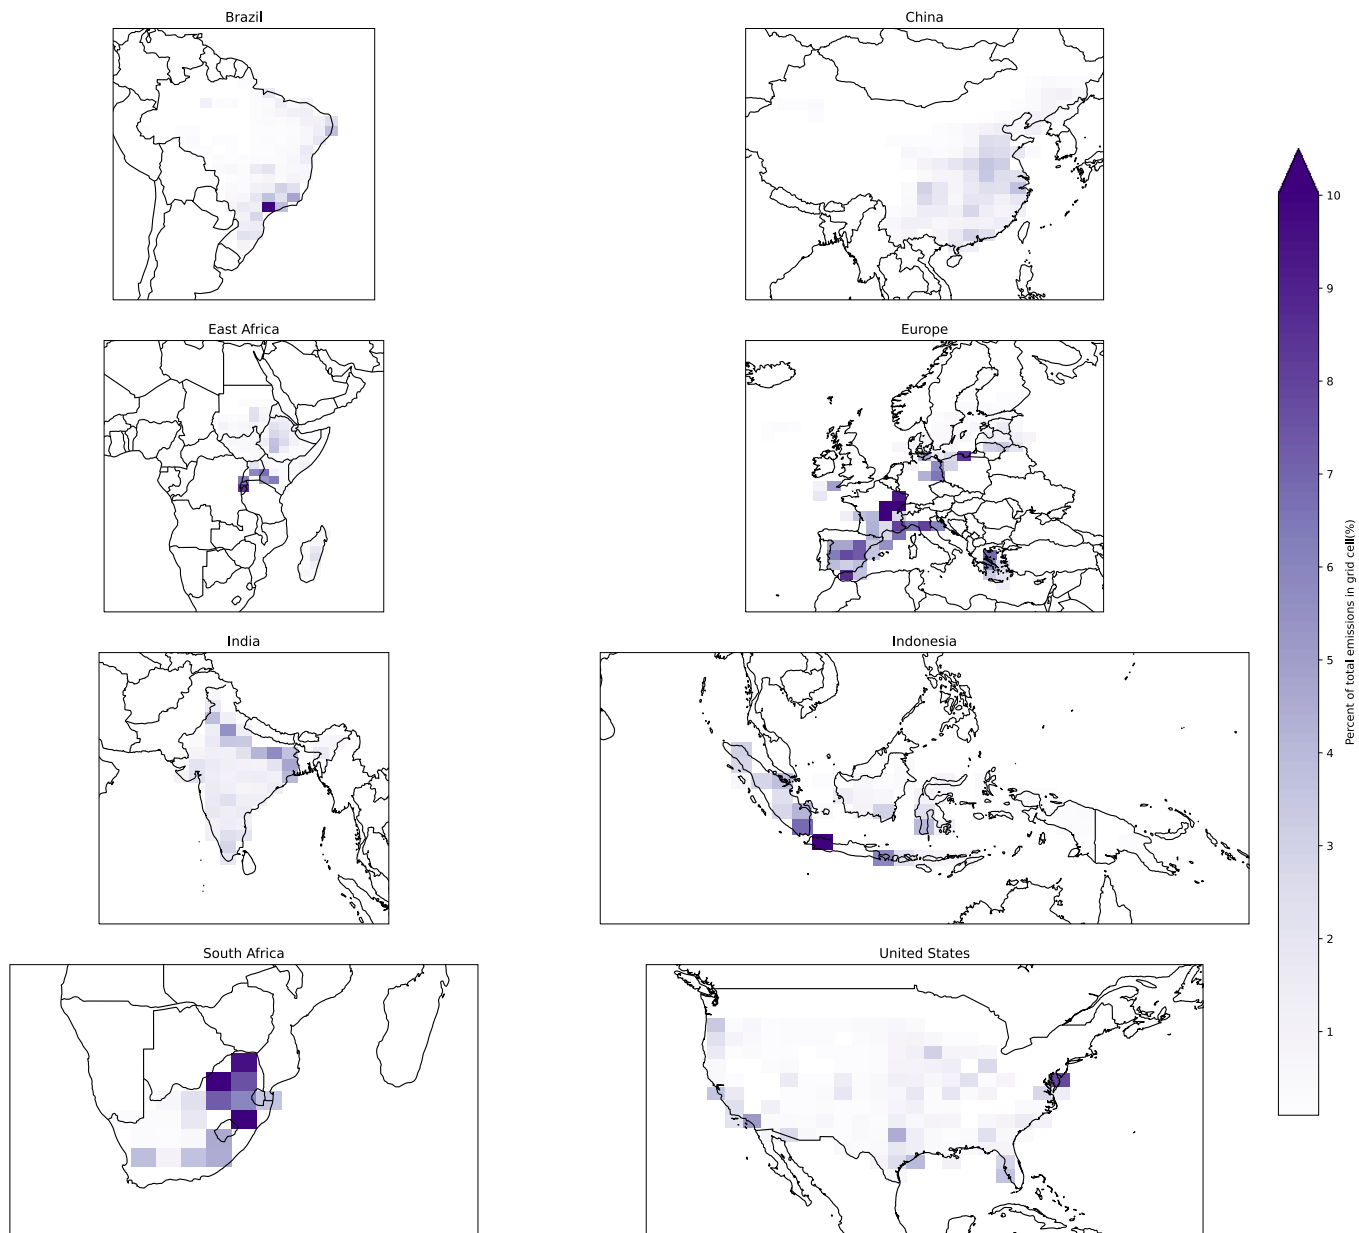 Brazil
China
East Africa
Europe
India
Indonesia
South Africa
United States
10
9
8
7
6
5
4
3
2
1
Percent of total emissions in grid cell(%)